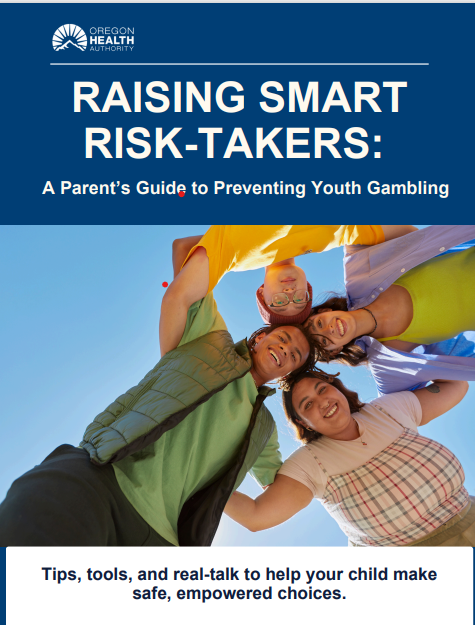 OREGON
HEALTH
AUTHORITY
RAISING SMART
RISK-TAKERS:
A Parent's Guide to Preventing Youth Gambling
Tips, tools, and real-talk to help your child make
safe, empowered choices.